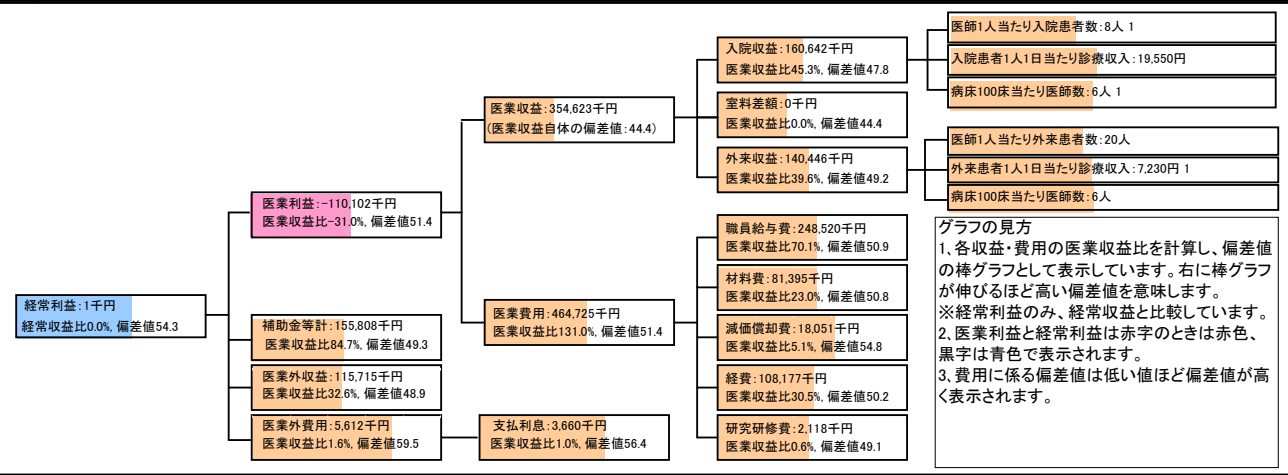 経常利益:1千円
経常収比0.0%, 偏差値54.3
医業利益:-110,102千円
医業収益比-31.0%, 偏差値51.4
補助金等計:155,808千円
医業収益比84.7%, 偏差値49.3
医業外収益:115,715千円
医業収益比32.6%, 偏差値48.9
医業外費用:5,612千円
医業収益比1.6%, 偏差値59.5
医業収益:354,623千円
(医業収益自体の偏差値:44.4)
医業費用:464,725千円
医業収益比131.0%, 偏差値51.4
支払利息:3,660千円
医業収益比1.0%, 偏差値56.4
入院収益:160,642千円
医業収益比45.3%, 偏差値47.8
室料差額:0千円
医業収益比0.0%, 偏差値44.4
外来収益:140,446千円
医業収益比39.6%, 偏差値49.2
職員給与費:248,520千円
医業収益比70.1%, 偏差値50.9
材料費:81,395千円
医業収益比23.0%, 偏差値50.8
減価償却費:18,051千円
医業収益比5.1%, 偏差値54.8
経費:108,177千円
医業収益比30.5%, 偏差値50.2
研究研修費:2,118千円
医業収益比0.6%, 偏差値49.1
医師1人当たり入院患者数:8人 1
入院患者1人1日当たり診療収入:19,550円
病床100床当たり医師数:6人 1
医師1人当たり外来患者数:20人
外来患者1人1日当たり診療収入:7,230円 1
病床100床当たり医師数:6人
グラフの見方
1、各収益・費用の医業収益比を計算し、偏差値
の棒グラフとして表示しています。右に棒グラフ
が伸びるほど高い偏差値を意味します。
※経常利益のみ、経常収益と比較しています。
2、医業利益と経常利益は赤字のときは赤色、
黒字は青色で表示されます。
3、費用に係る偏差値は低い値ほど偏差値が高
く表示されます。